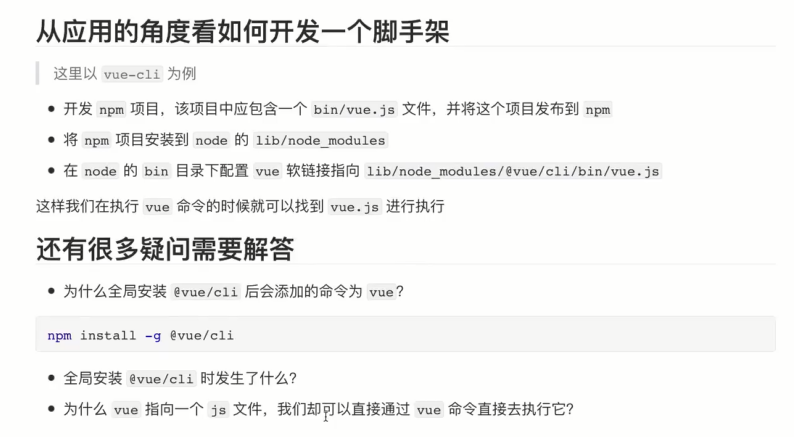 从应用的角度看如何开发一个脚手架
这里以 vue-cli 为例
开发 npm 项目，该项目中应包含一个 bin/vue.js 文件，并将这个项目发布到 npm
将 npm 项目安装到 node 的 lib/node_modules
在 node 的 bin 目录下配置 vue 软链接指向 lib/node_modules/@vue/cli/bin/vue.js
这样我们在执行 vue 命令的时候就可以找到 vue.js 进行执行
还有很多疑问需要解答
为什么全局安装 @vue/cli 后会添加的命令为 vue?
npm install -g @vue/cli
全局安装 @vue/cli 时发生了什么?
为什么 vue 指向一个 js 文件，我们却可以直接通过 vue 命令直接去执行它?